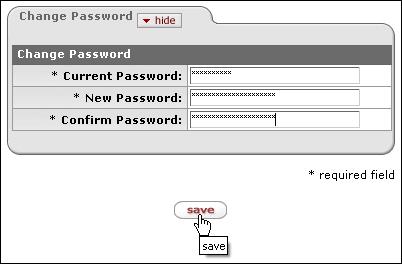 Change Password hide
Change Password
* Current Password: **********
* New Password: ********************
* Confirm Password: ********************
* required field
save
save